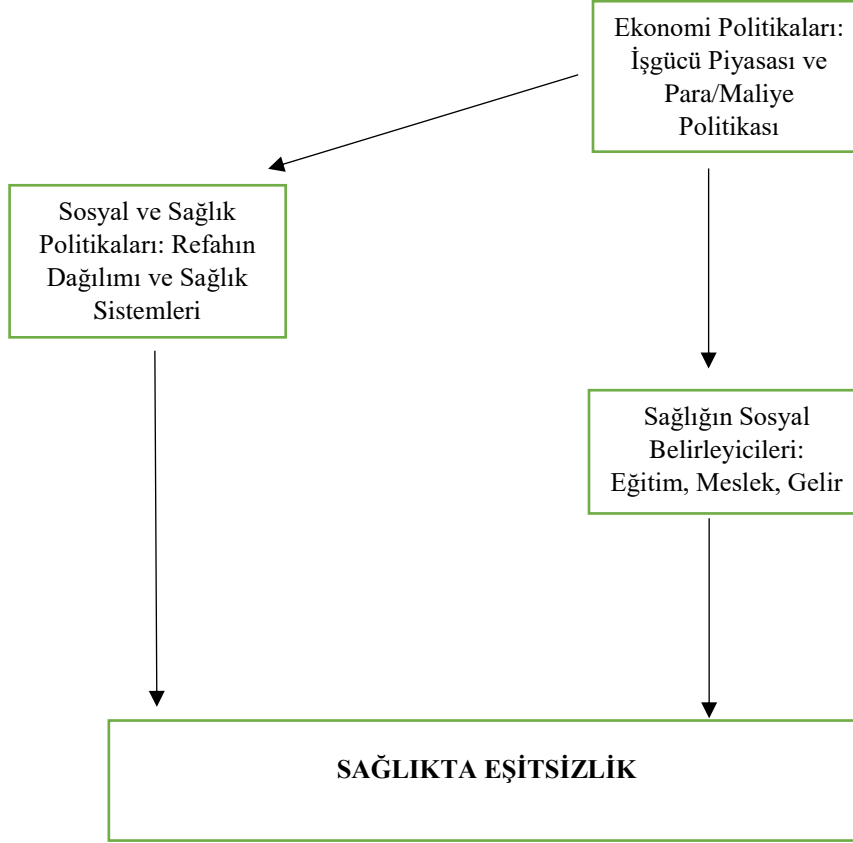 Ekonomi Politikaları:
İşgücü Piyasası ve
Para/Maliye
Politikası
Sosyal ve Sağlık
Politikaları: Refahın
Dağılımı ve Sağlık
Sistemleri
Sağlığın Sosyal
Belirleyicileri:
Eğitim, Meslek, Gelir
SAĞLIKTA EŞİTSİZLİK